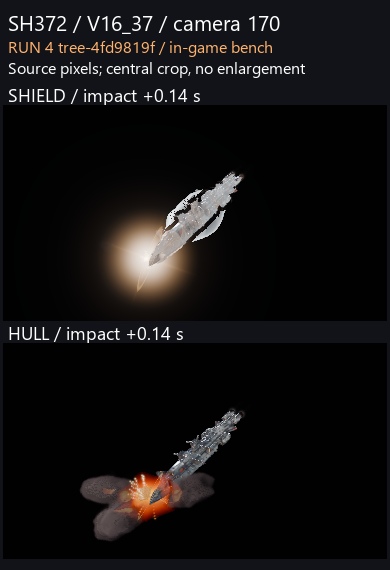 SH372 / V16_37 / camera 170
RUN 4 tree-4fd9819f / in-game bench
Source pixels; central crop, no enlargement
SHIELD / impact +0.14 s
HULL / impact +0.14 s